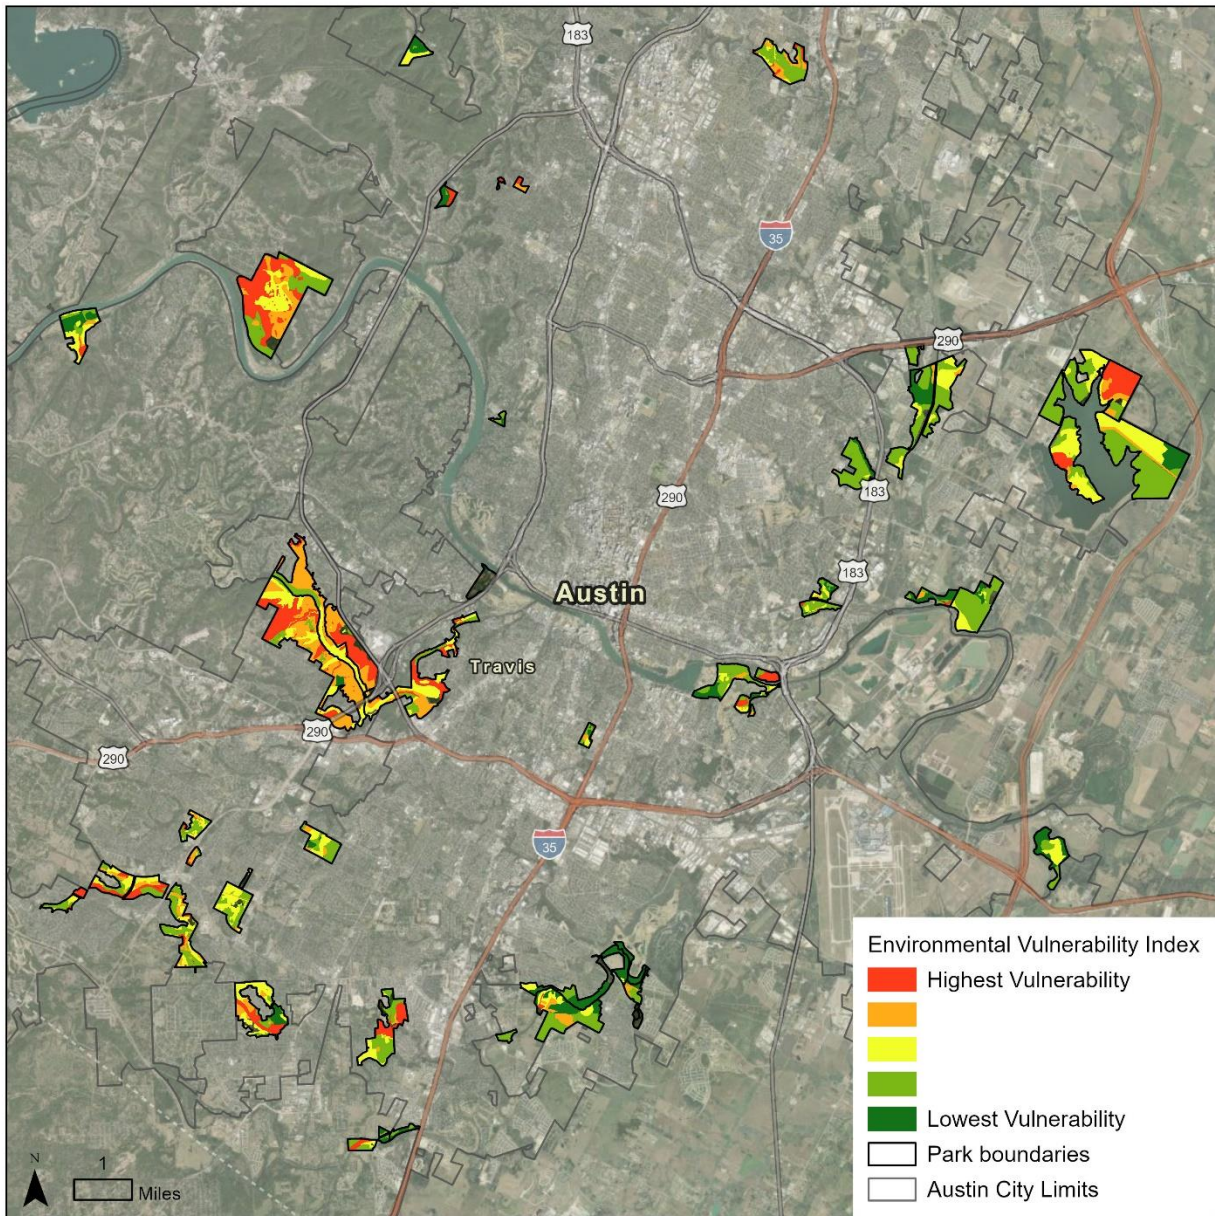 183
35
290
290
183
183
Austin
Travis
290
290
35
Environmental Vulnerability Index
Highest Vulnerability
Lowest Vulnerability
Park boundaries
Austin City Limits
N
1
Miles